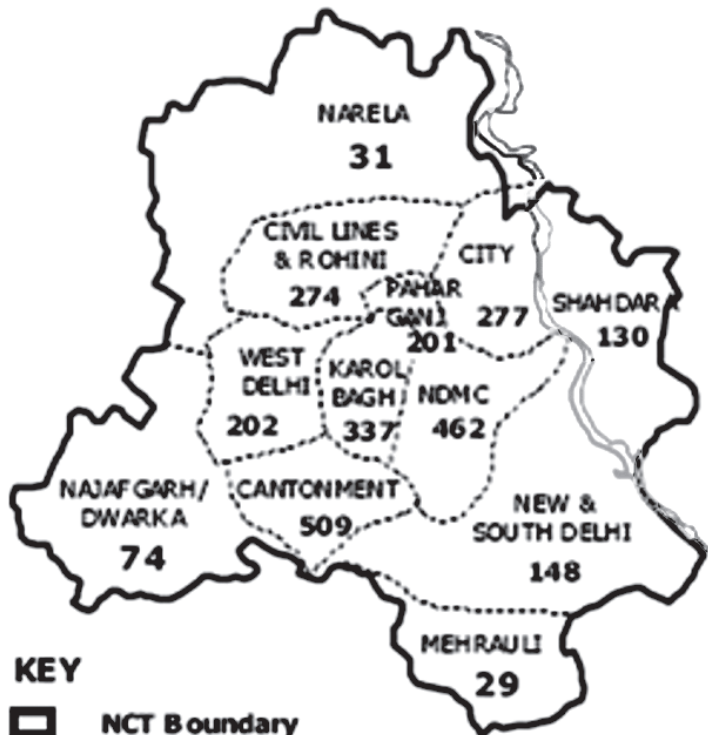 NARELA
31
CIVIL LINES
& ROHINI
274
CITY
277
PAHAR
GANJ
201
SHAHDARA
130
WEST
DELHI
202
KAROL
BAGH
337
NDMC
462
NAJAFGARH/
DWARKA
74
CANTONMENT
509
NEW &
SOUTH DELHI
148
MEHRAULI
29
KEY
NCT Boundary